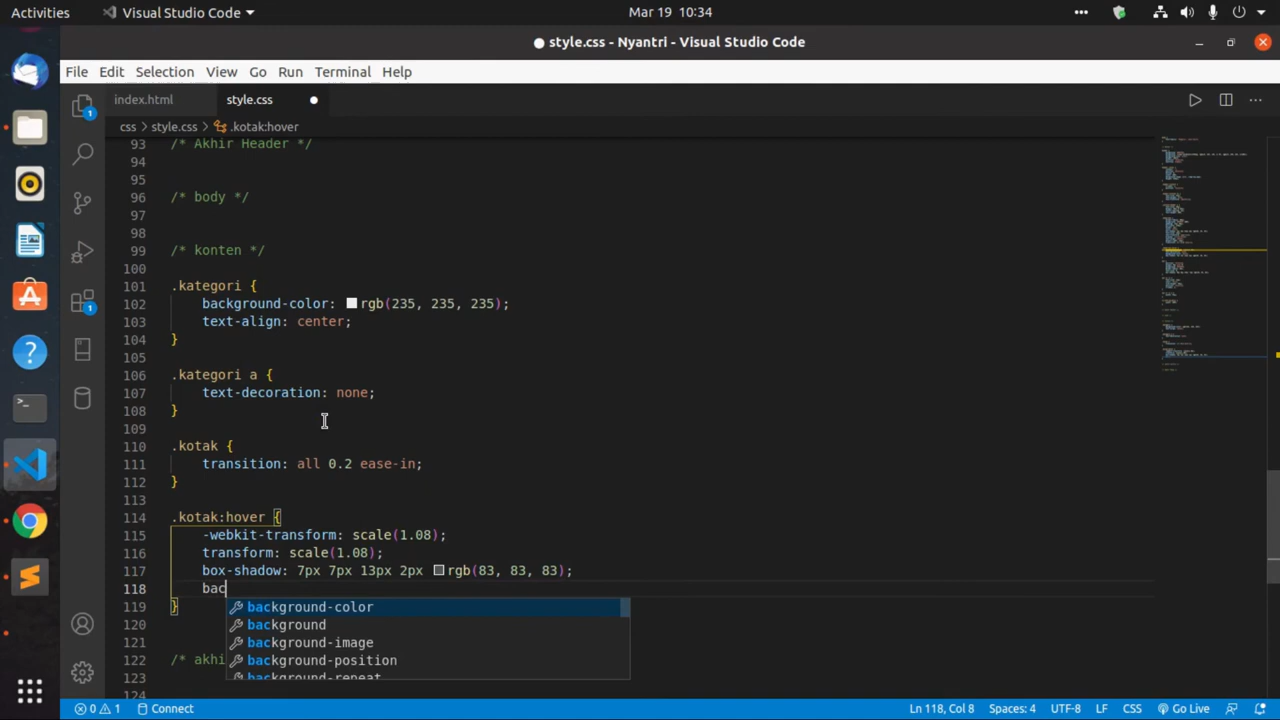 Activities
Visual Studio Code
Mar 19 10:34
style.css - Nyantri - Visual Studio Code
File Edit Selection View Go Run Terminal Help
index.html
style.css
css > style.css > .kotak:hover
93 /* Akhir Header */
94
95
96 /* body */
97
98
99 /* konten */
100
101 .kategori {
102 background-color: rgb(235, 235, 235);
103 text-align: center;
104 }
105
106 .kategori a {
107 text-decoration: none;
108 }
109
110 .kotak {
111 transition: all 0.2 ease-in;
112 }
113
114 .kotak:hover {
115 -webkit-transform: scale(1.08);
116 transform: scale(1.08);
117 box-shadow: 7px 7px 13px 2px rgb(83, 83, 83);
118 bac
119 }
background-color
120
background
121
background-image
122 /* akhi
background-position
123
background-repeat
124
0 1 Connect
Ln 118, Col 8 Spaces: 4 UTF-8 LF CSS Go Live